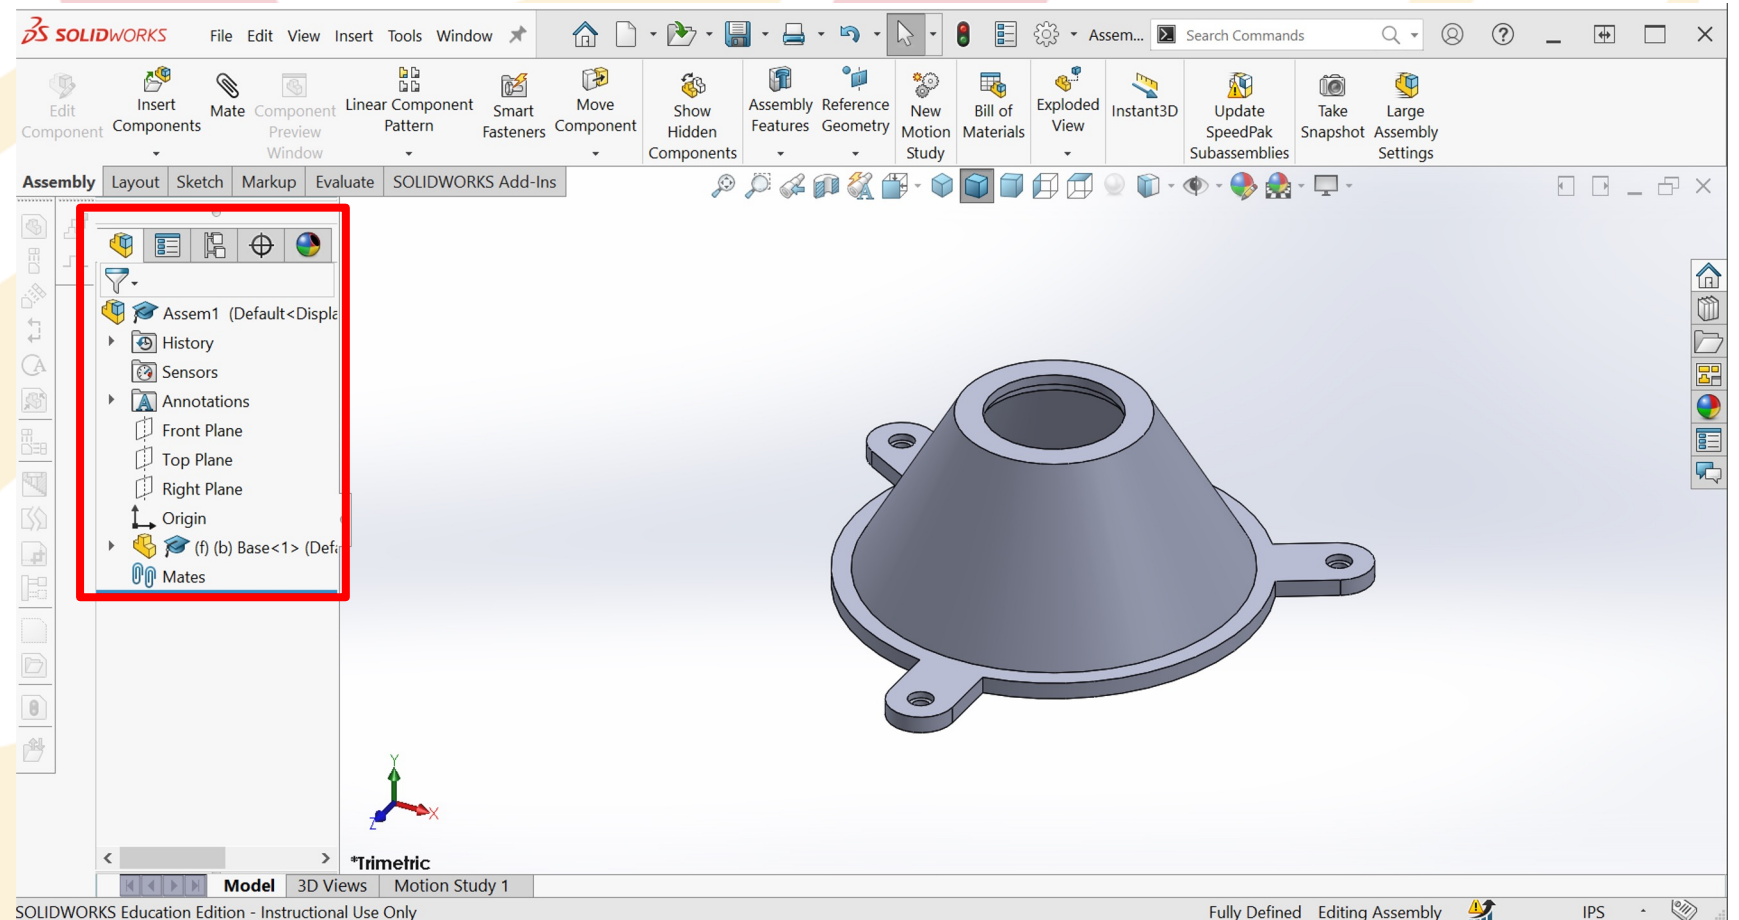 SOLIDWORKS File Edit View Insert Tools Window Assem... Search Commands
Edit Component
Insert Components
Mate
Component Preview Window
Linear Component Pattern
Smart Fasteners
Move Component
Show Hidden Components
Assembly Features
Reference Geometry
New Motion Study
Bill of Materials
Exploded View
Instant3D
Update SpeedPak Subassemblies
Take Snapshot
Large Assembly Settings
Assembly Layout Sketch Markup Evaluate SOLIDWORKS Add-Ins
Assem1 (Default<Displa
History
Sensors
Annotations
Front Plane
Top Plane
Right Plane
Origin
(f) (b) Base<1> (Defa
Mates
Y
X
Z
*Trimetric
Model 3D Views Motion Study 1
SOLIDWORKS Education Edition - Instructional Use Only Fully Defined Editing Assembly IPS